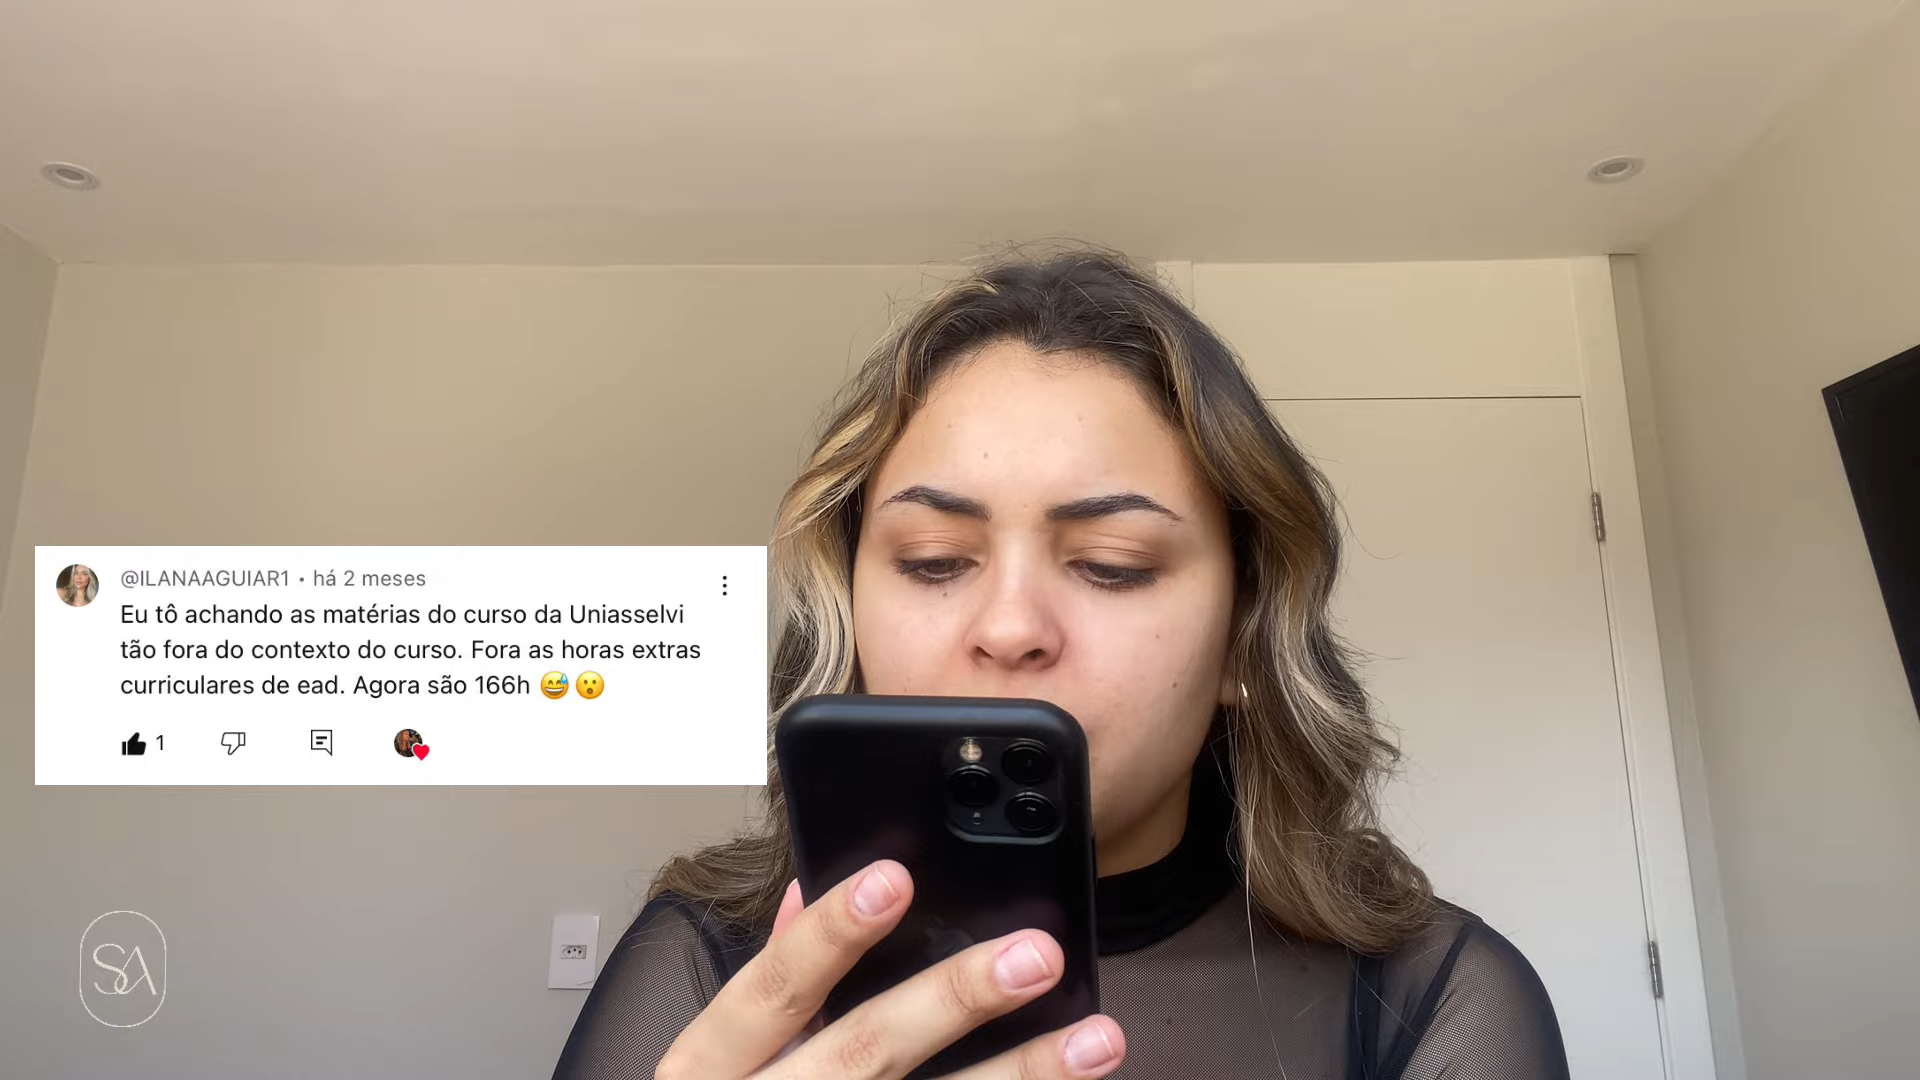 @ILANAAGUIAR1 • há 2 meses
Eu tô achando as matérias do curso da Uniasselvi
tão fora do contexto do curso. Fora as horas extras
curriculares de ead. Agora são 166h 😅😮
1
SA